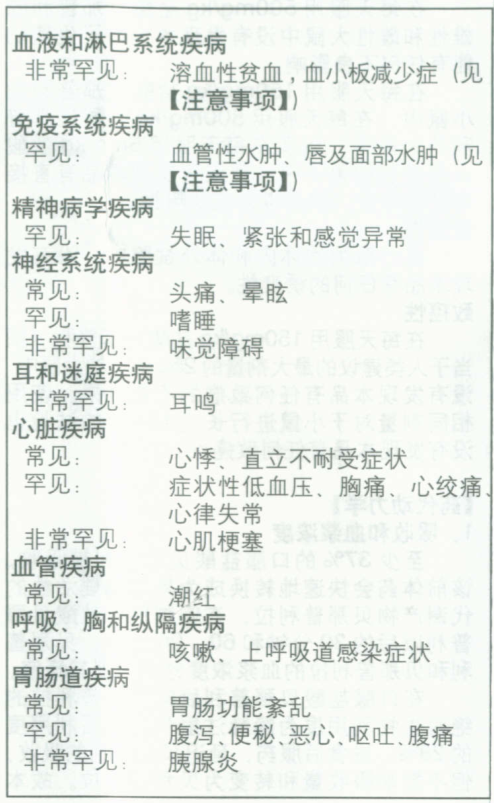 血液和淋巴系统疾病
非常罕见： 溶血性贫血，血小板减少症（见
【注意事项】）
免疫系统疾病
罕见： 血管性水肿、唇及面部水肿（见
【注意事项】）
精神病学疾病
罕见： 失眠、紧张和感觉异常
神经系统疾病
常见： 头痛、晕眩
罕见： 嗜睡
非常罕见： 味觉障碍
耳和迷庭疾病
非常罕见： 耳鸣
心脏疾病
常见： 心悸、直立不耐受症状
罕见： 症状性低血压、胸痛、心绞痛、
心律失常
非常罕见： 心肌梗塞
血管疾病
常见： 潮红
呼吸、胸和纵隔疾病
常见： 咳嗽、上呼吸道感染症状
胃肠道疾病
常见： 胃肠功能紊乱
罕见： 腹泻、便秘、恶心、呕吐、腹痛
非常罕见： 胰腺炎